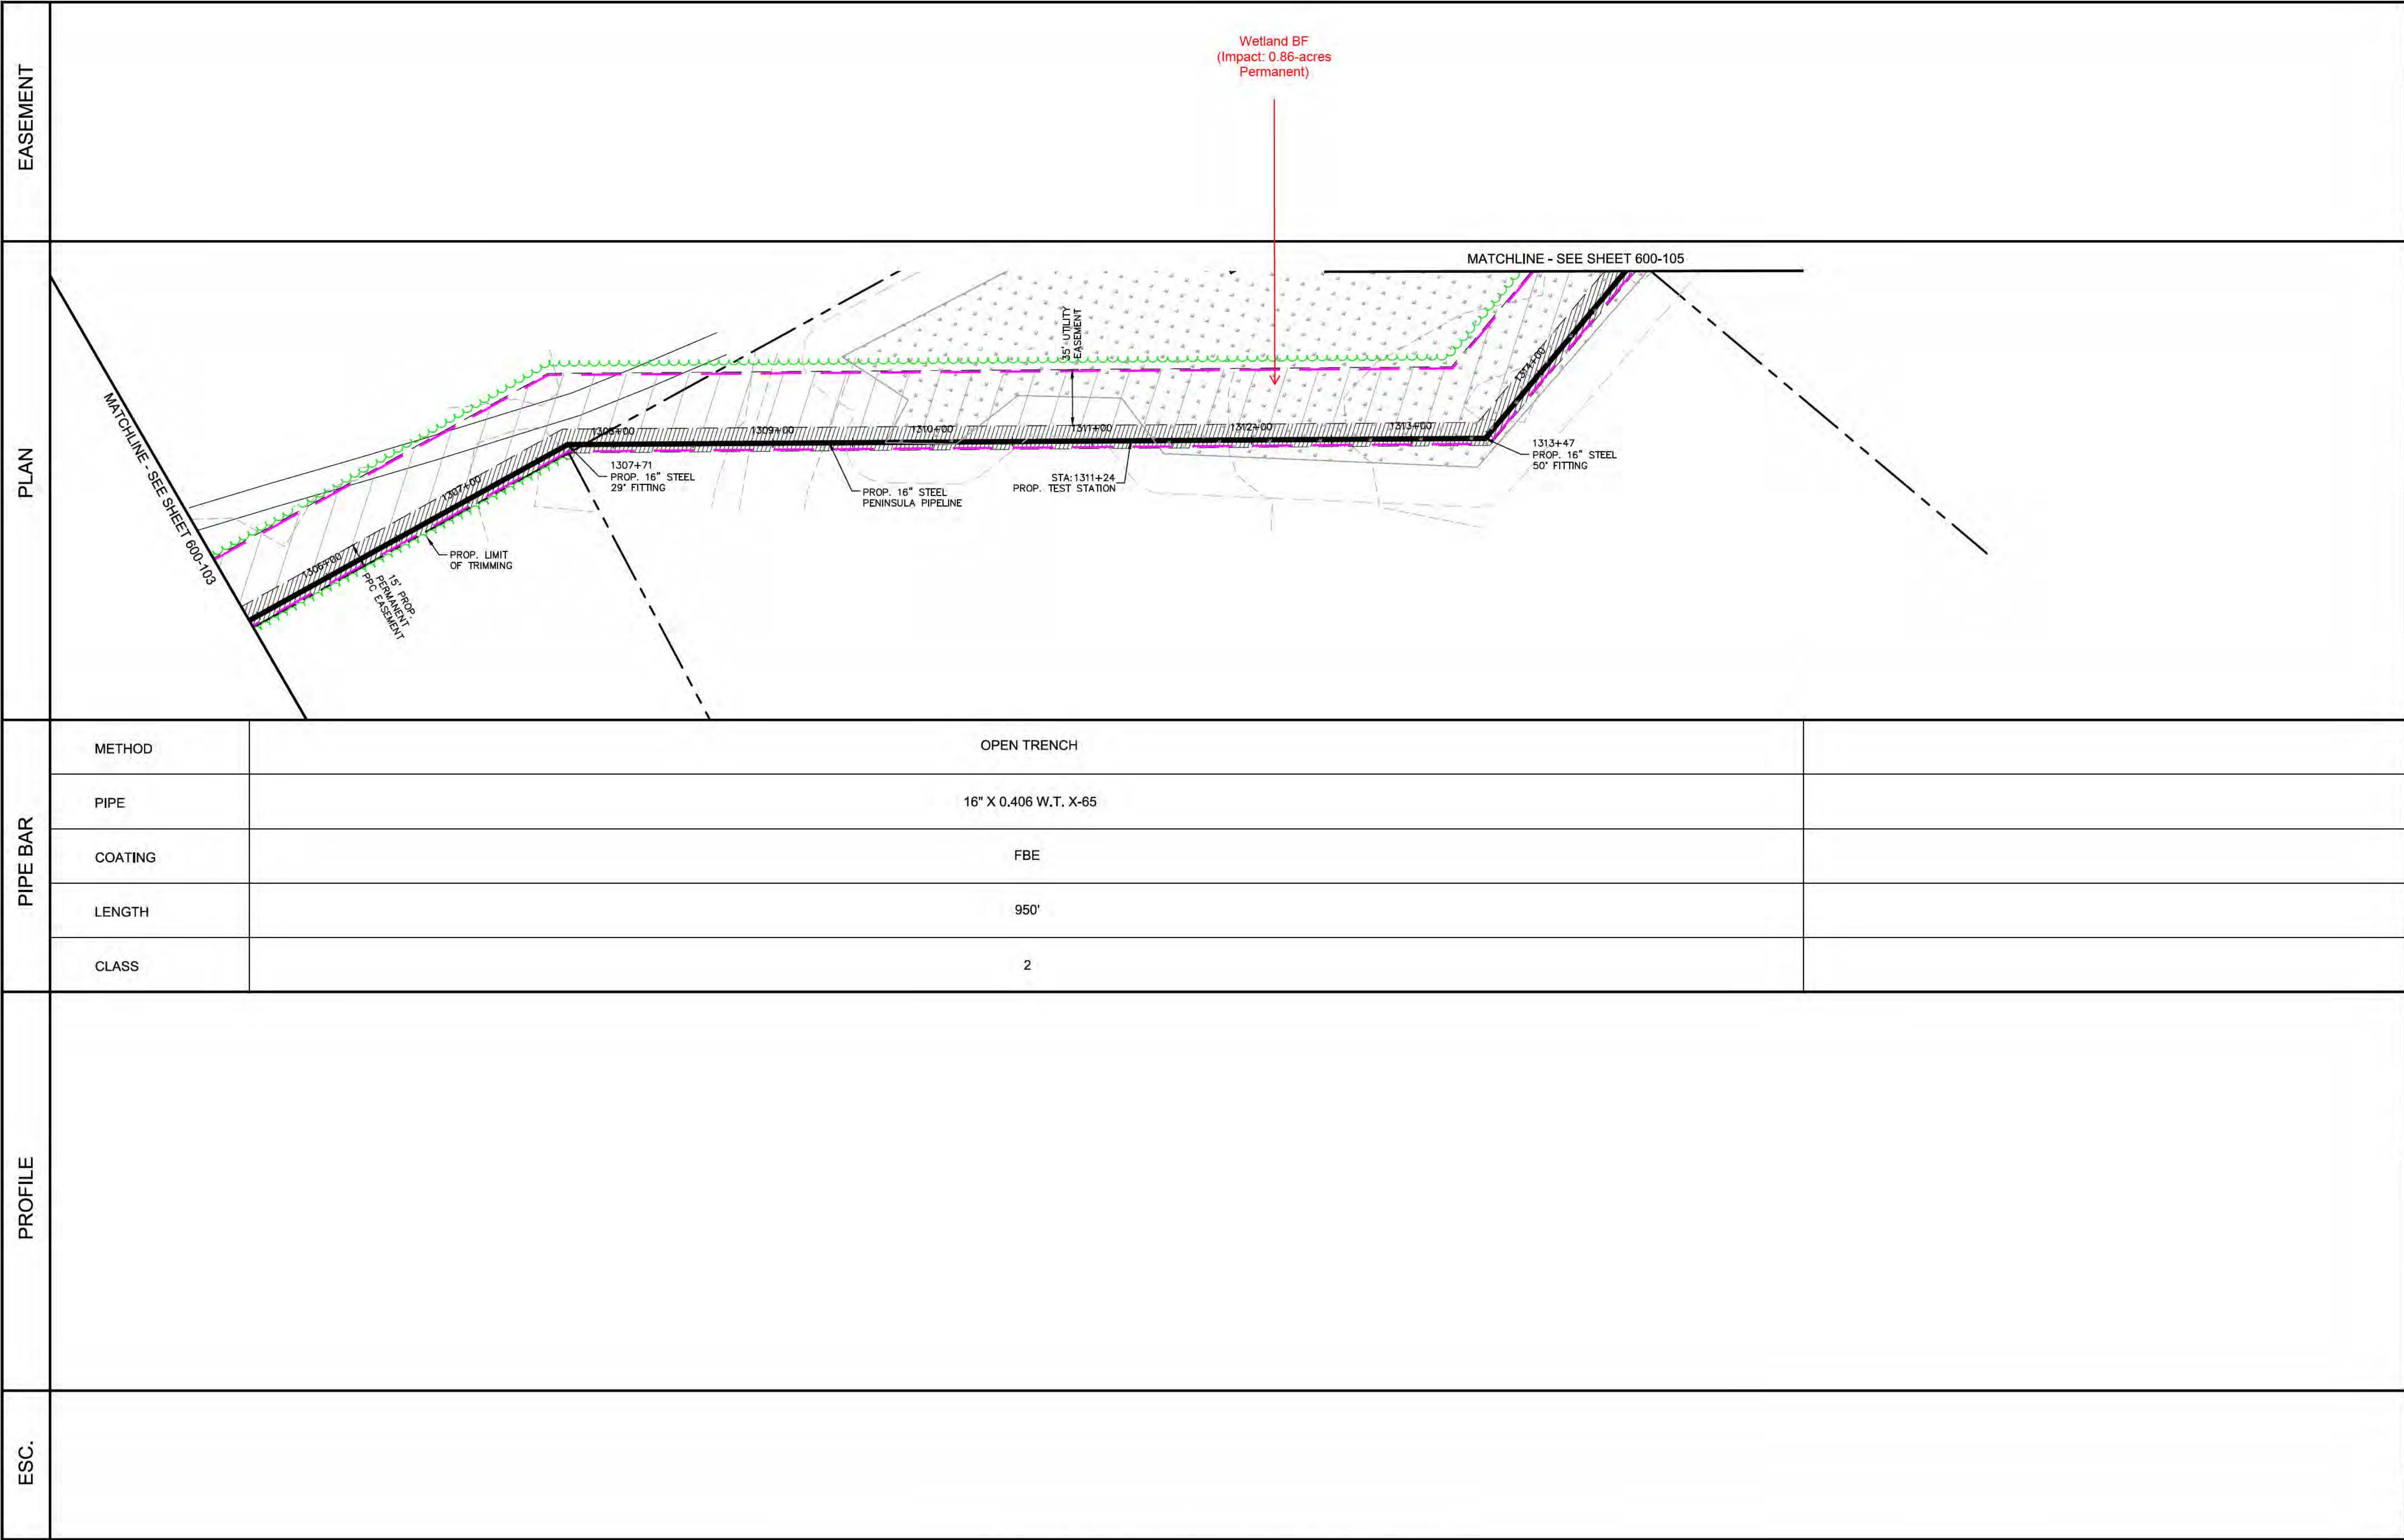 EASEMENT
Wetland BF
(Impact: 0.86-acres
Permanent)
PLAN
MATCHLINE - SEE SHEET 600-105
MATCHLINE - SEE SHEET 600-103
35' UTILITY
EASEMENT
1306+00
1307+00
1308+00
1309+00
1310+00
1311+00
1312+00
1313+00
1314+00
1307+71
PROP. 16" STEEL
29° FITTING
PROP. 16" STEEL
PENINSULA PIPELINE
STA:1311+24
PROP. TEST STATION
1313+47
PROP. 16" STEEL
50° FITTING
PROP. LIMIT
OF TRIMMING
15' PROP.
PERMANENT
PPC EASEMENT
PIPE BAR
METHOD
OPEN TRENCH
PIPE
16" X 0.406 W.T. X-65
COATING
FBE
LENGTH
950'
CLASS
2
PROFILE
ESC.